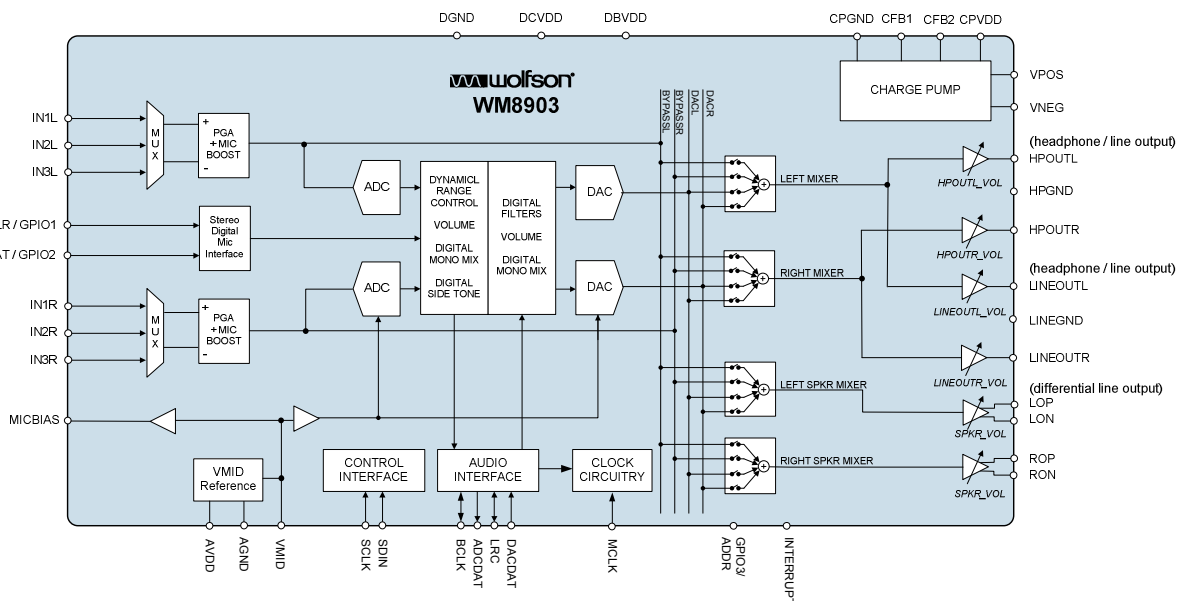 DGND
DCVDD
DBVDD
CPGND
CFB1
CFB2
CPVDD
wolfson
WM8903
BYPASSL
BYPASSR
DACL
DACR
CHARGE PUMP
VPOS
VNEG
IN1L
IN2L
IN3L
MUX
+
PGA
+MIC
BOOST
-
ADC
DYNAMICL
RANGE
CONTROL
VOLUME
DIGITAL
MONO MIX
DIGITAL
SIDE TONE
DIGITAL
FILTERS
VOLUME
DIGITAL
MONO MIX
DAC
LEFT MIXER
(headphone / line output)
HPOUTL
HPOUTL_VOL
HPGND
LR / GPIO1
AT / GPIO2
Stereo
Digital
Mic
Interface
HPOUTR
HPOUTR_VOL
ADC
DAC
RIGHT MIXER
(headphone / line output)
LINEOUTL
LINEOUTL_VOL
LINEGND
IN1R
IN2R
IN3R
MUX
+
PGA
+MIC
BOOST
-
LINEOUTR
LINEOUTR_VOL
LEFT SPKR MIXER
(differential line output)
LOP
LON
SPKR_VOL
MICBIAS
VMID
Reference
CONTROL
INTERFACE
AUDIO
INTERFACE
CLOCK
CIRCUITRY
RIGHT SPKR MIXER
ROP
RON
SPKR_VOL
AVDD
AGND
VMID
SCLK
SDIN
BCLK
ADCDAT
LRC
DACDAT
MCLK
GPIO3/
ADDR
INTERRUPT